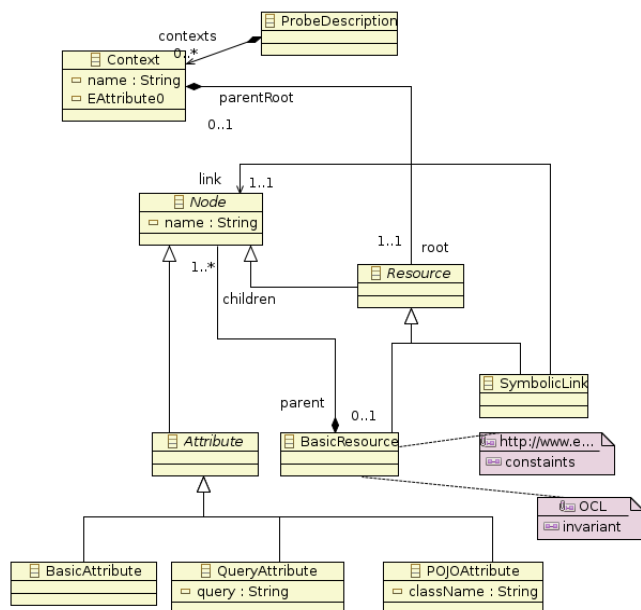 ProbeDescription
contexts
0..*
Context
name : String
EAttribute0
parentRoot
0..1
link
1..1
Node
name : String
1..1
root
1..*
Resource
children
SymbolicLink
parent
0..1
Attribute
BasicResource
http://www.e...
constaints
OCL
invariant
BasicAttribute
QueryAttribute
POJOAttribute
query : String
className : String